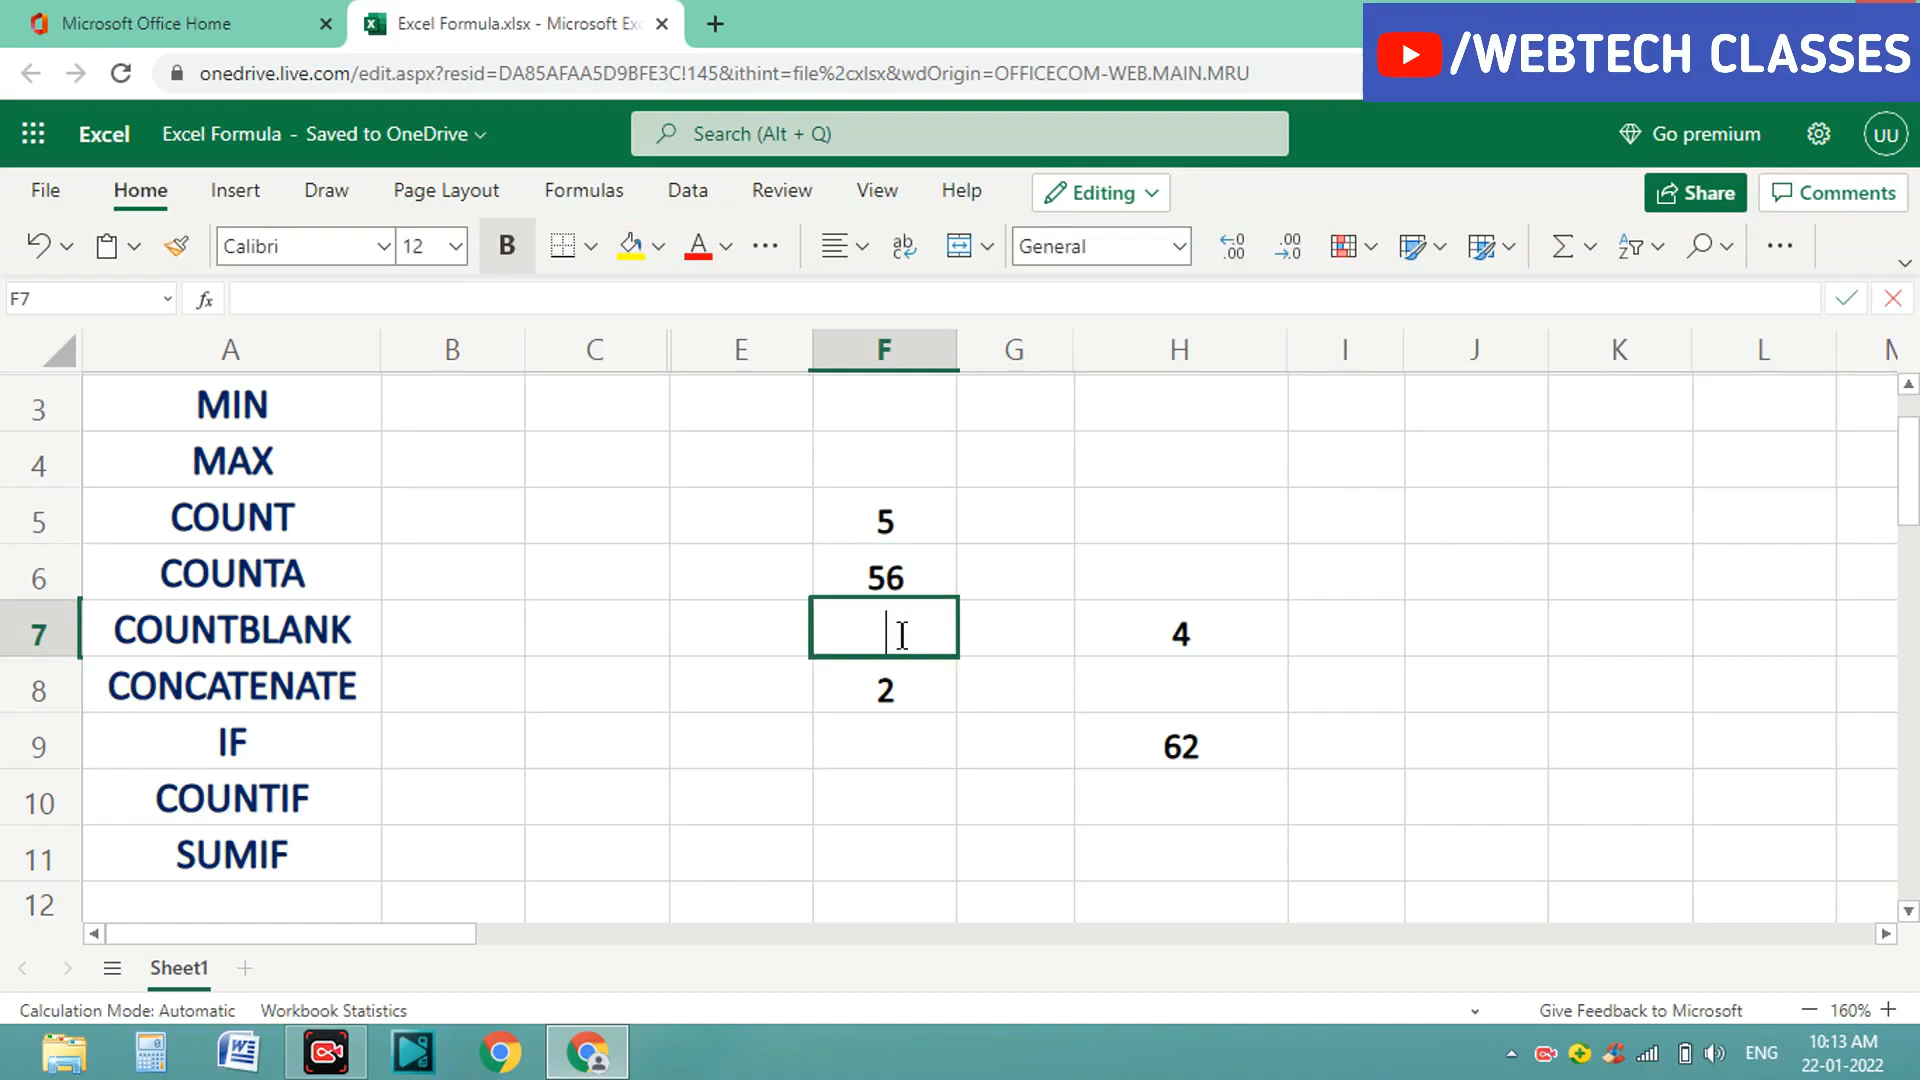 Microsoft Office Home
Excel Formula.xlsx - Microsoft Exc
/WEBTECH CLASSES
onedrive.live.com/edit.aspx?resid=DA85AFAA5D9BFE3C!145&ithint=file%2cxlsx&wdOrigin=OFFICECOM-WEB.MAIN.MRU
Excel Excel Formula - Saved to OneDrive
Search (Alt + Q)
Go premium
UU
File Home Insert Draw Page Layout Formulas Data Review View Help
Editing
Share
Comments
Calibri 12 B A ab General .00 .00
F7 fx
A B C E F G H I J K L M
3 MIN
4 MAX
5 COUNT 5
6 COUNTA 56
7 COUNTBLANK 4
8 CONCATENATE 2
9 IF 62
10 COUNTIF
11 SUMIF
12
Sheet1
Calculation Mode: Automatic Workbook Statistics
Give Feedback to Microsoft
160%
ENG
10:13 AM
22-01-2022